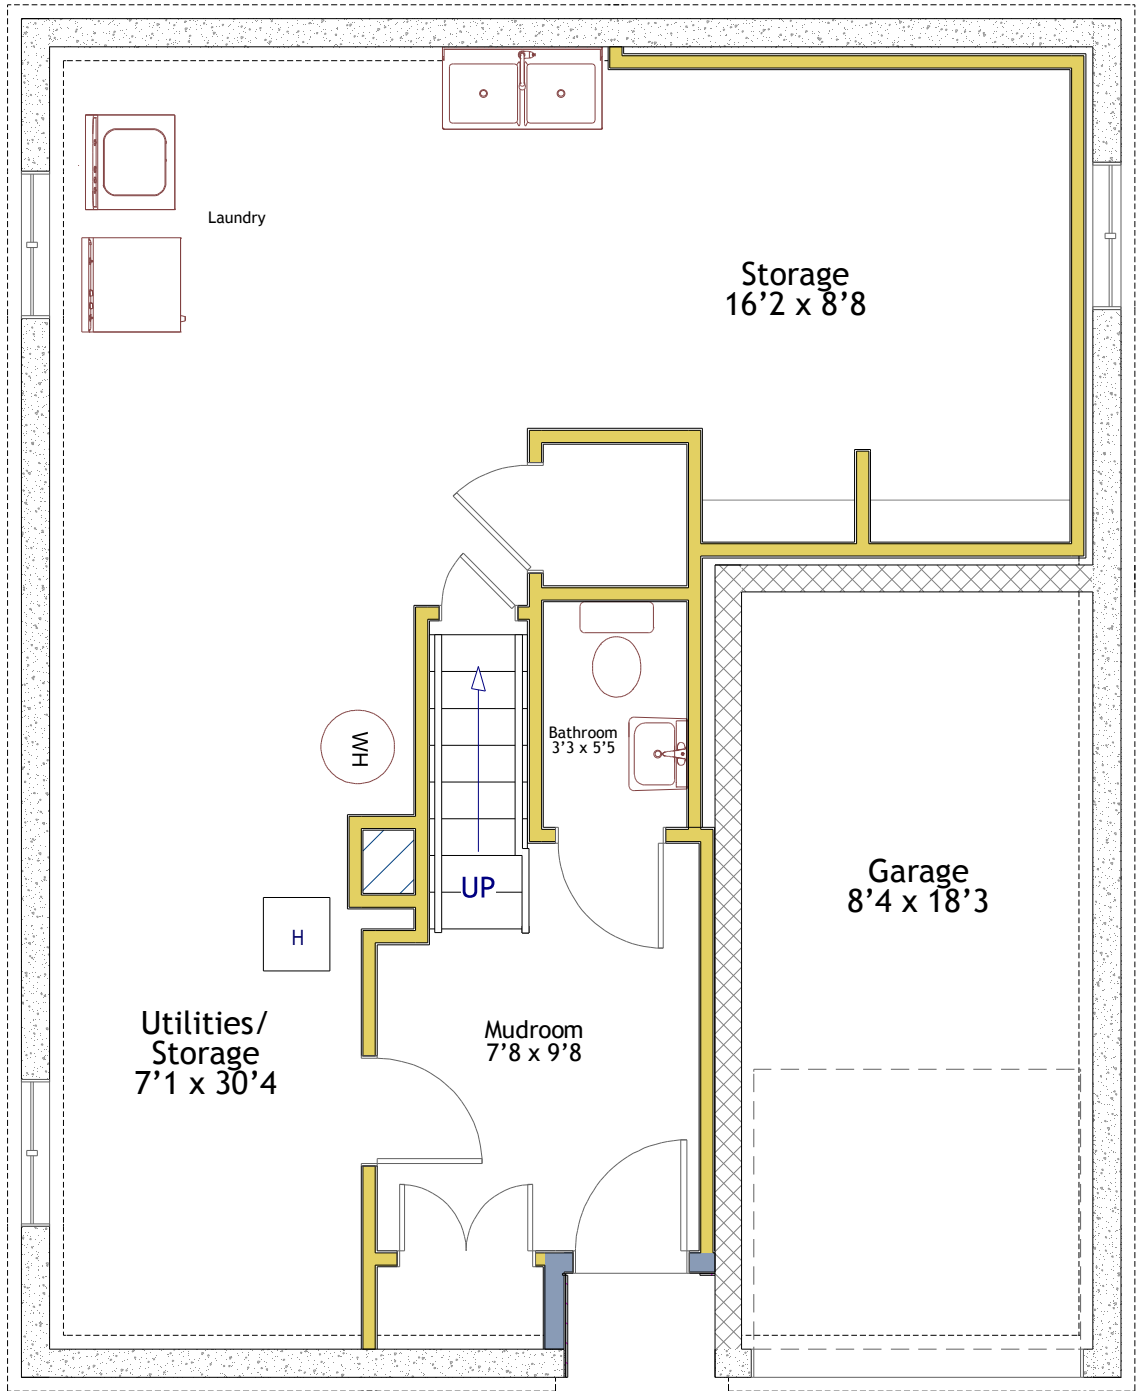 Laundry
Storage
16’2 x 8’8
WH
Bathroom
3’3 x 5’5
UP
Garage
8’4 x 18’3
H
Utilities/
Storage
7’1 x 30’4
Mudroom
7’8 x 9’8